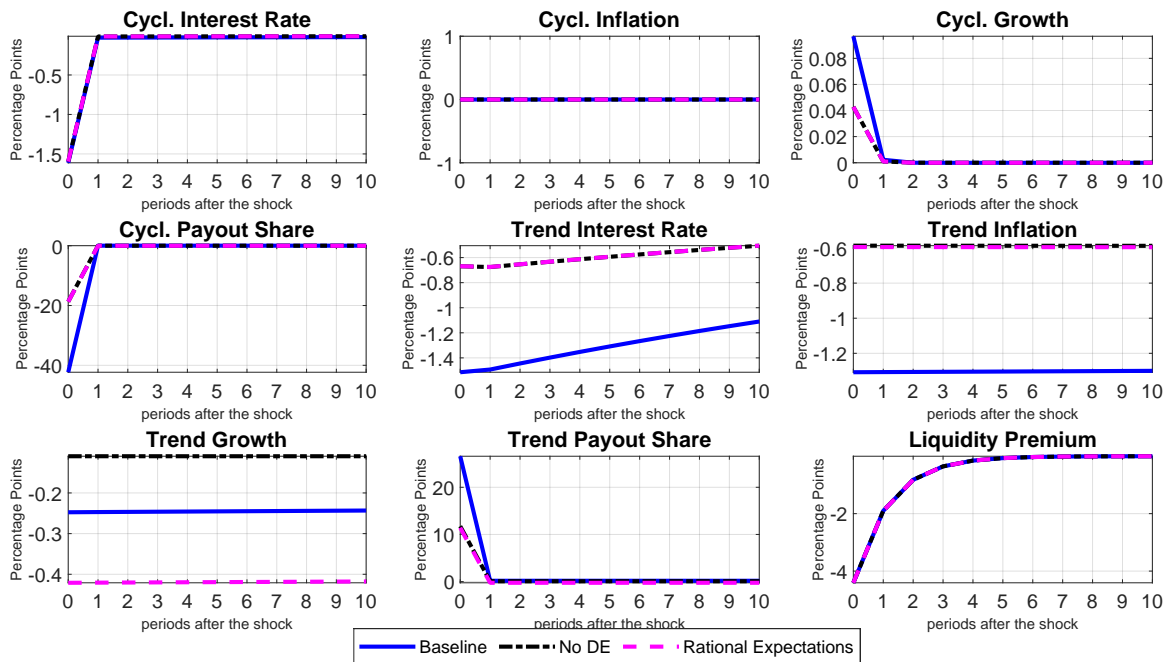 Cycl. Interest Rate
Percentage Points
-0.5
-1
-1.5
0 1 2 3 4 5 6 7 8 9 10
periods after the shock
Cycl. Inflation
Percentage Points
1
0
-1
0 1 2 3 4 5 6 7 8 9 10
periods after the shock
Cycl. Growth
Percentage Points
0.08
0.06
0.04
0.02
0
0 1 2 3 4 5 6 7 8 9 10
periods after the shock
Cycl. Payout Share
Percentage Points
0
-20
-40
0 1 2 3 4 5 6 7 8 9 10
periods after the shock
Trend Interest Rate
Percentage Points
-0.6
-0.8
-1
-1.2
-1.4
0 1 2 3 4 5 6 7 8 9 10
periods after the shock
Trend Inflation
Percentage Points
-0.6
-0.8
-1
-1.2
0 1 2 3 4 5 6 7 8 9 10
periods after the shock
Trend Growth
Percentage Points
-0.2
-0.3
-0.4
0 1 2 3 4 5 6 7 8 9 10
periods after the shock
Trend Payout Share
Percentage Points
20
10
0
0 1 2 3 4 5 6 7 8 9 10
periods after the shock
Liquidity Premium
Percentage Points
-2
-4
0 1 2 3 4 5 6 7 8 9 10
periods after the shock
Baseline No DE Rational Expectations